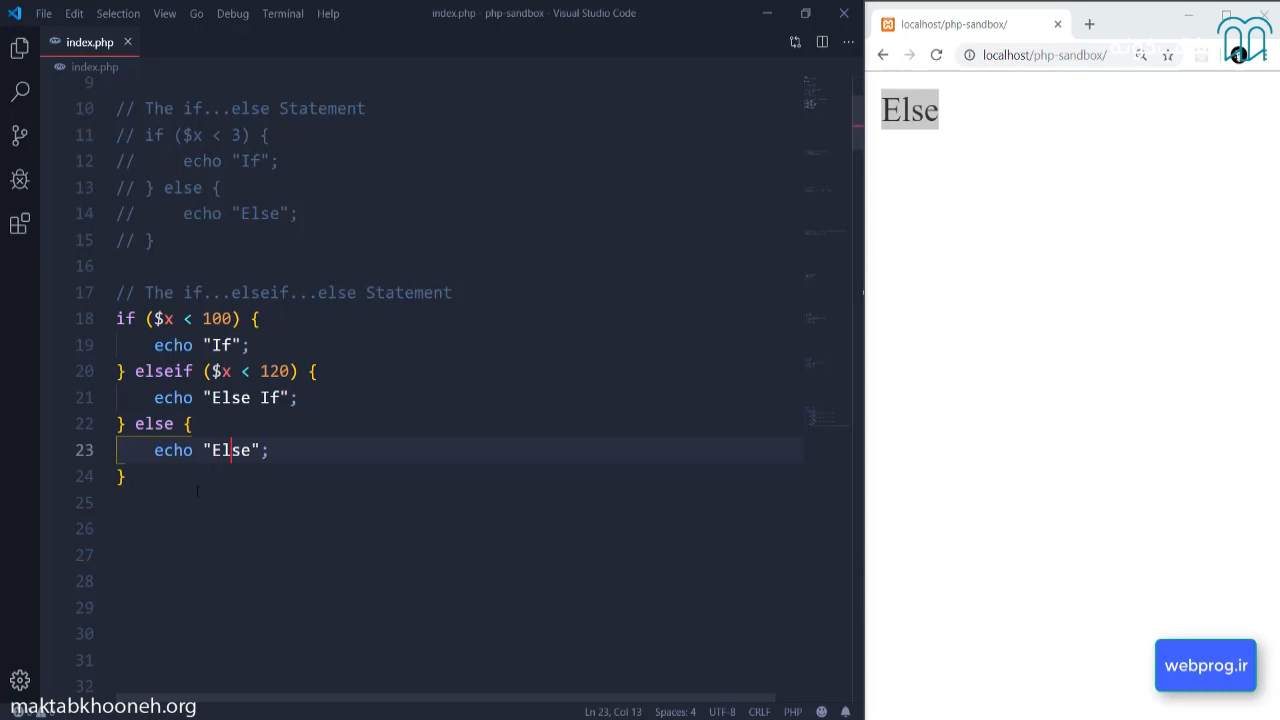 File Edit Selection View Go Debug Terminal Help
index.php - php-sandbox - Visual Studio Code
index.php
index.php
9
10 // The if...else Statement
11 // if ($x < 3) {
12 //     echo "If";
13 // } else {
14 //     echo "Else";
15 // }
16
17 // The if...elseif...else Statement
18 if ($x < 100) {
19     echo "If";
20 } elseif ($x < 120) {
21     echo "Else If";
22 } else {
23     echo "Else";
24 }
25
26
27
28
29
30
31
32
Ln 23, Col 13 Spaces: 4 UTF-8 CRLF PHP
maktabkhooneh.org
localhost/php-sandbox/
localhost/php-sandbox/
Else
webprog.ir